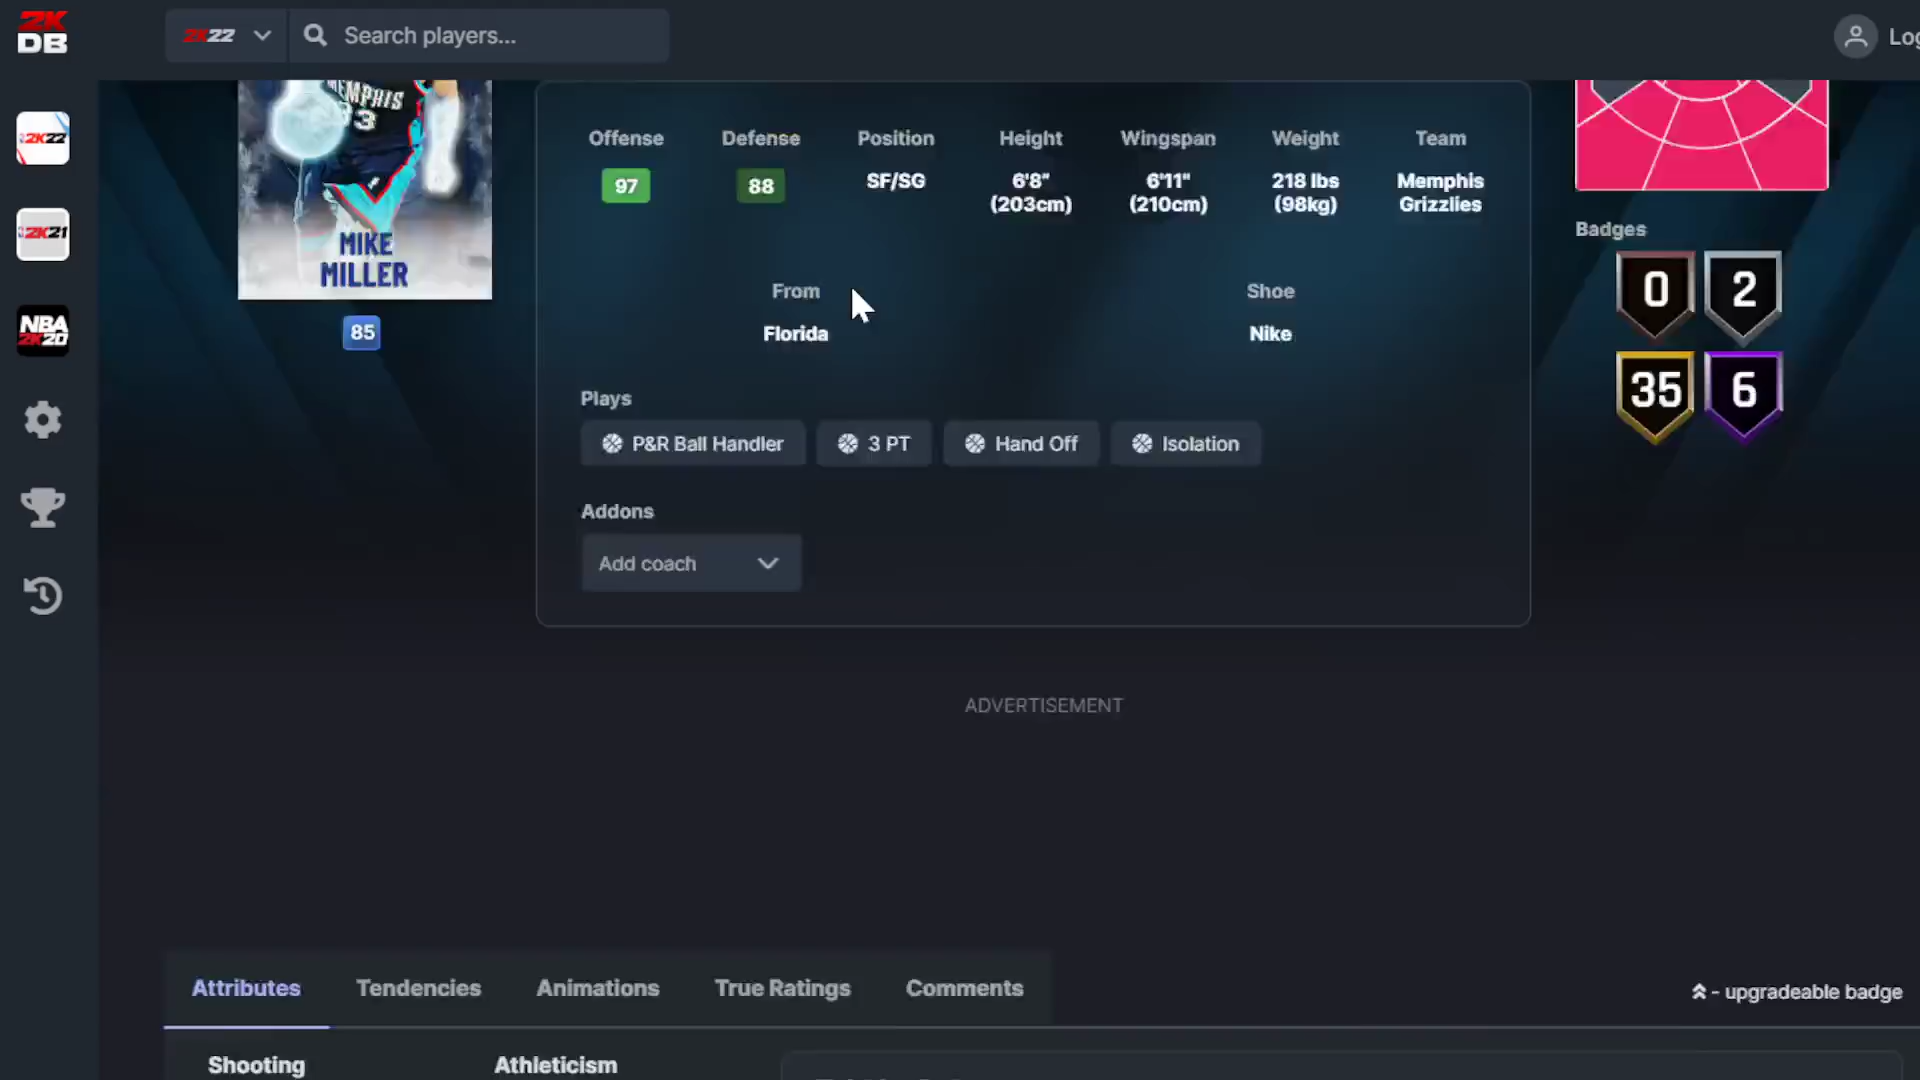 2K
DB
2K22
Search players...
Log
2K22
2K21
NBA
2K20
MEMPHIS
33
MIKE
MILLER
85
Offense
Defense
Position
Height
Wingspan
Weight
Team
97
88
SF/SG
6'8"
(203cm)
6'11"
(210cm)
218 lbs
(98kg)
Memphis
Grizzlies
From
Shoe
Florida
Nike
Plays
P&R Ball Handler
3 PT
Hand Off
Isolation
Addons
Add coach
Badges
0
2
35
6
ADVERTISEMENT
Attributes
Tendencies
Animations
True Ratings
Comments
- upgradeable badge
Shooting
Athleticism